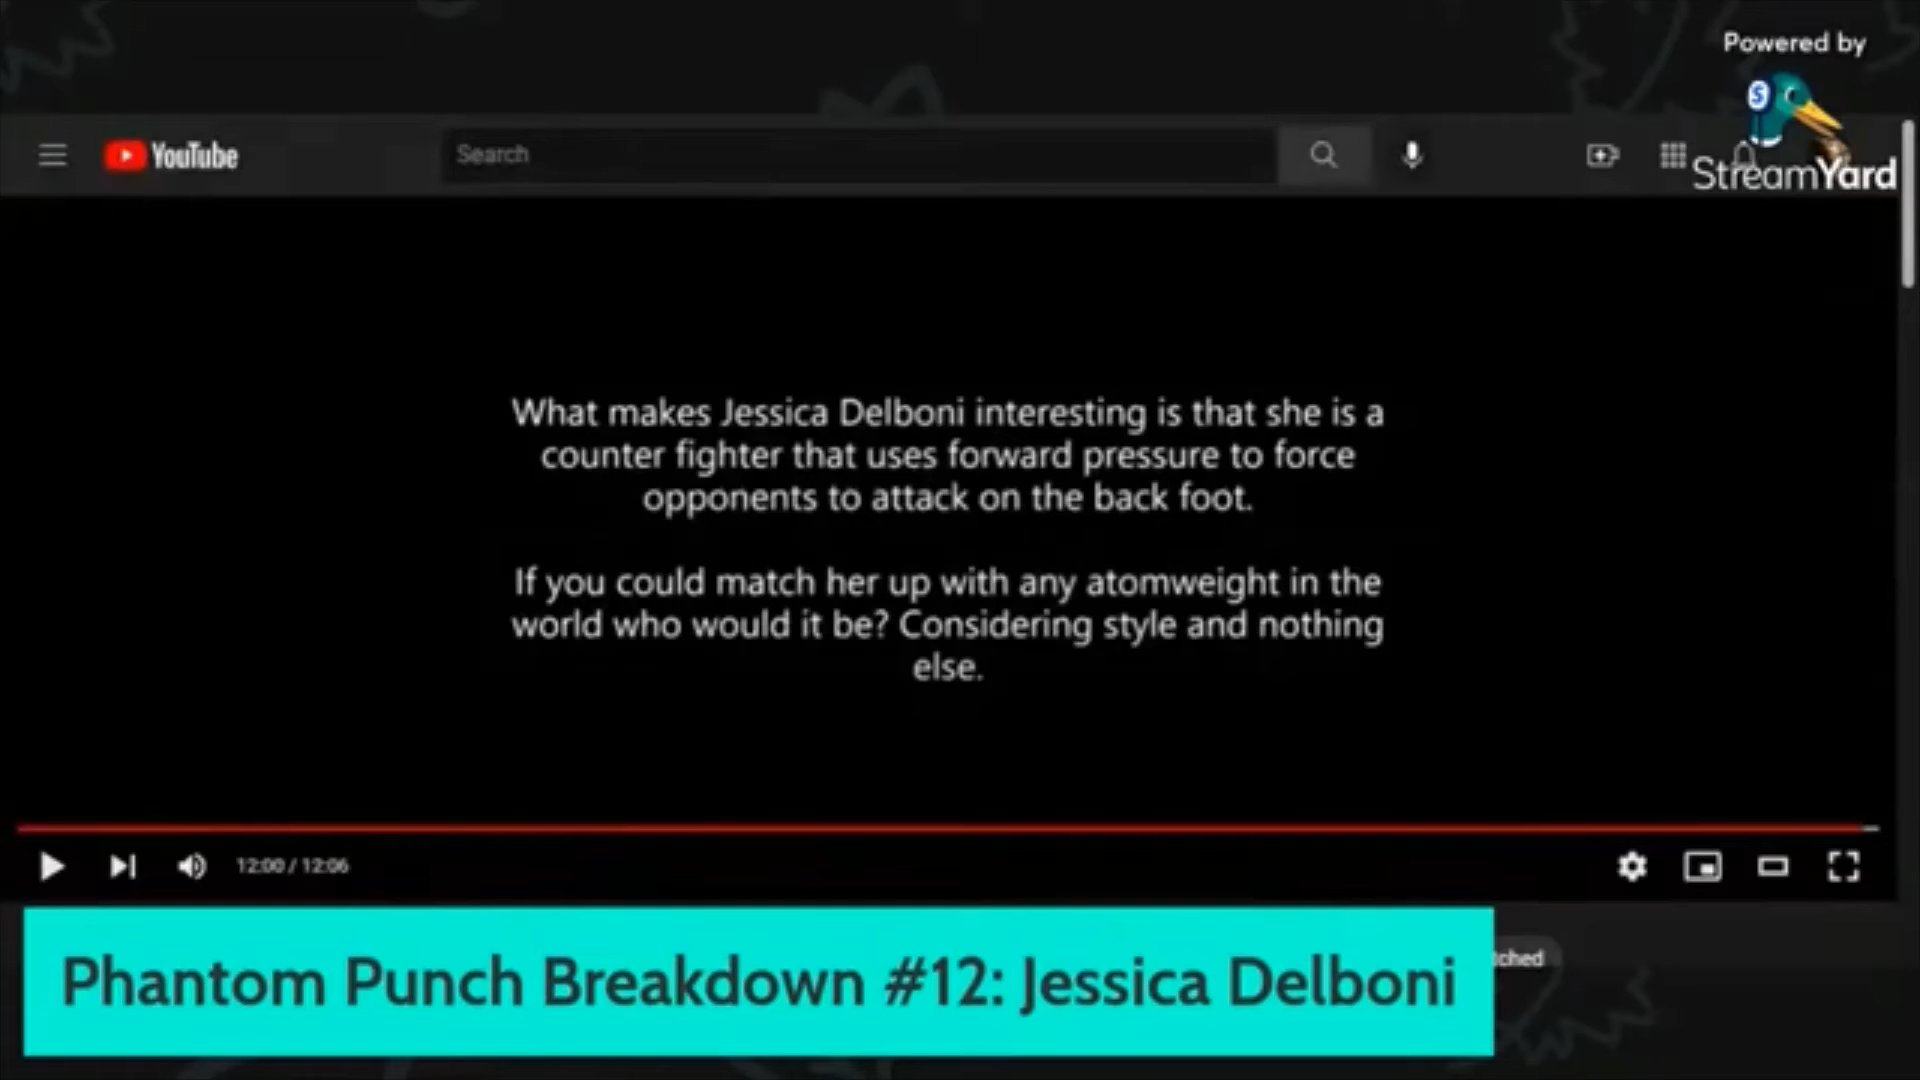 Powered by
StreamYard
YouTube
Search
What makes Jessica Delboni interesting is that she is a
counter fighter that uses forward pressure to force
opponents to attack on the back foot.
If you could match her up with any atomweight in the
world who would it be? Considering style and nothing
else.
12:00 / 12:06
Phantom Punch Breakdown #12: Jessica Delboni